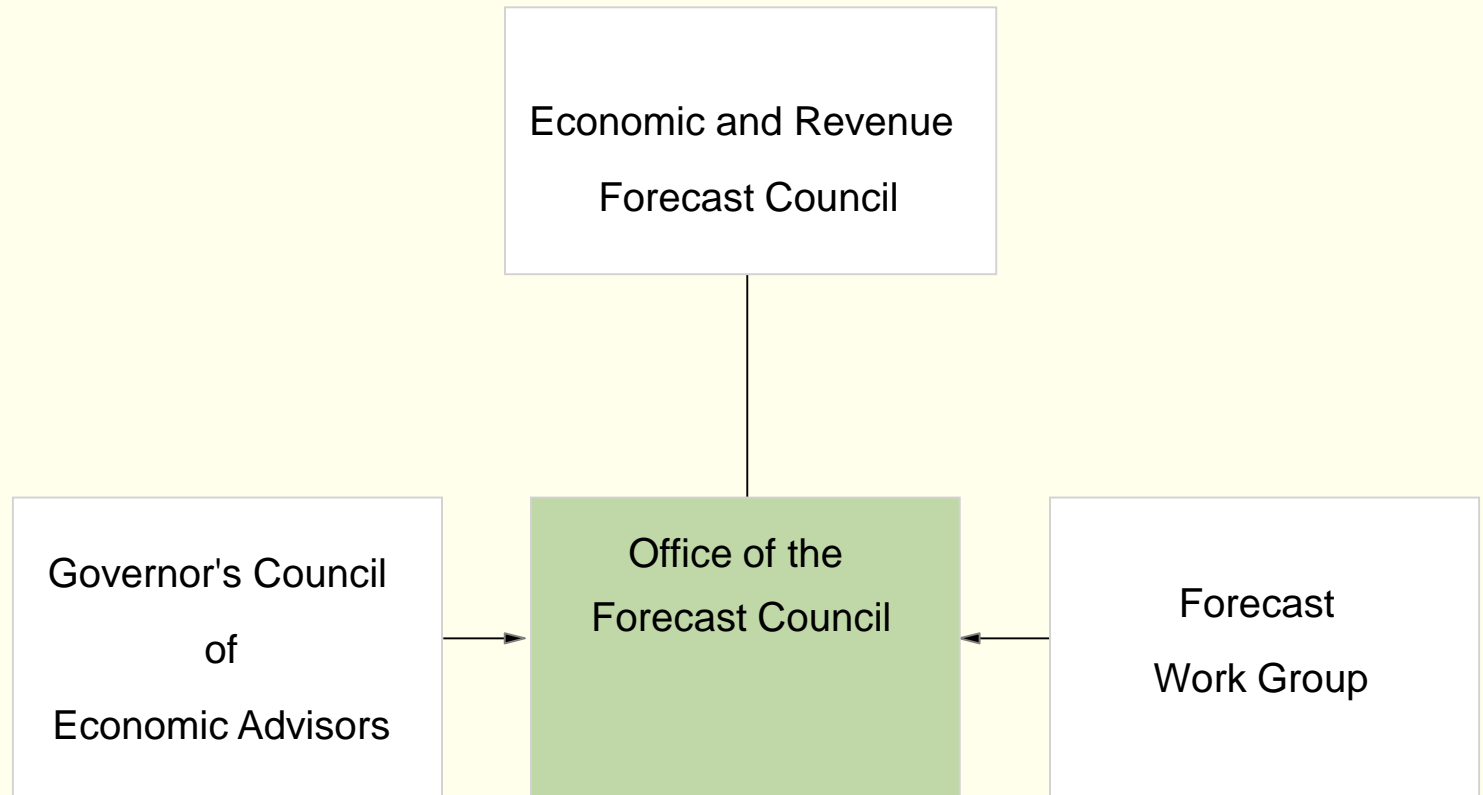 Economic and Revenue
Forecast Council
Governor's Council
of
Economic Advisors
Office of the
Forecast Council
Forecast
Work Group